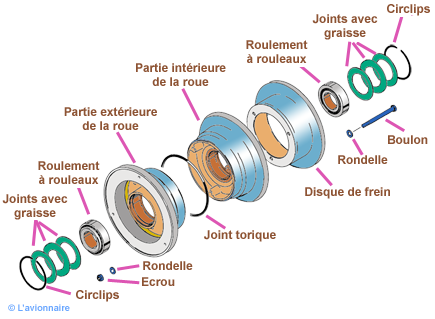 Circlips
Joints avec
graisse
Roulement
à rouleaux
Partie intérieure
de la roue
Partie extérieure
de la roue
Boulon
Rondelle
Disque de frein
Roulement
à rouleaux
Joints avec
graisse
Joint torique
Rondelle
Ecrou
Circlips
© L'avionnaire